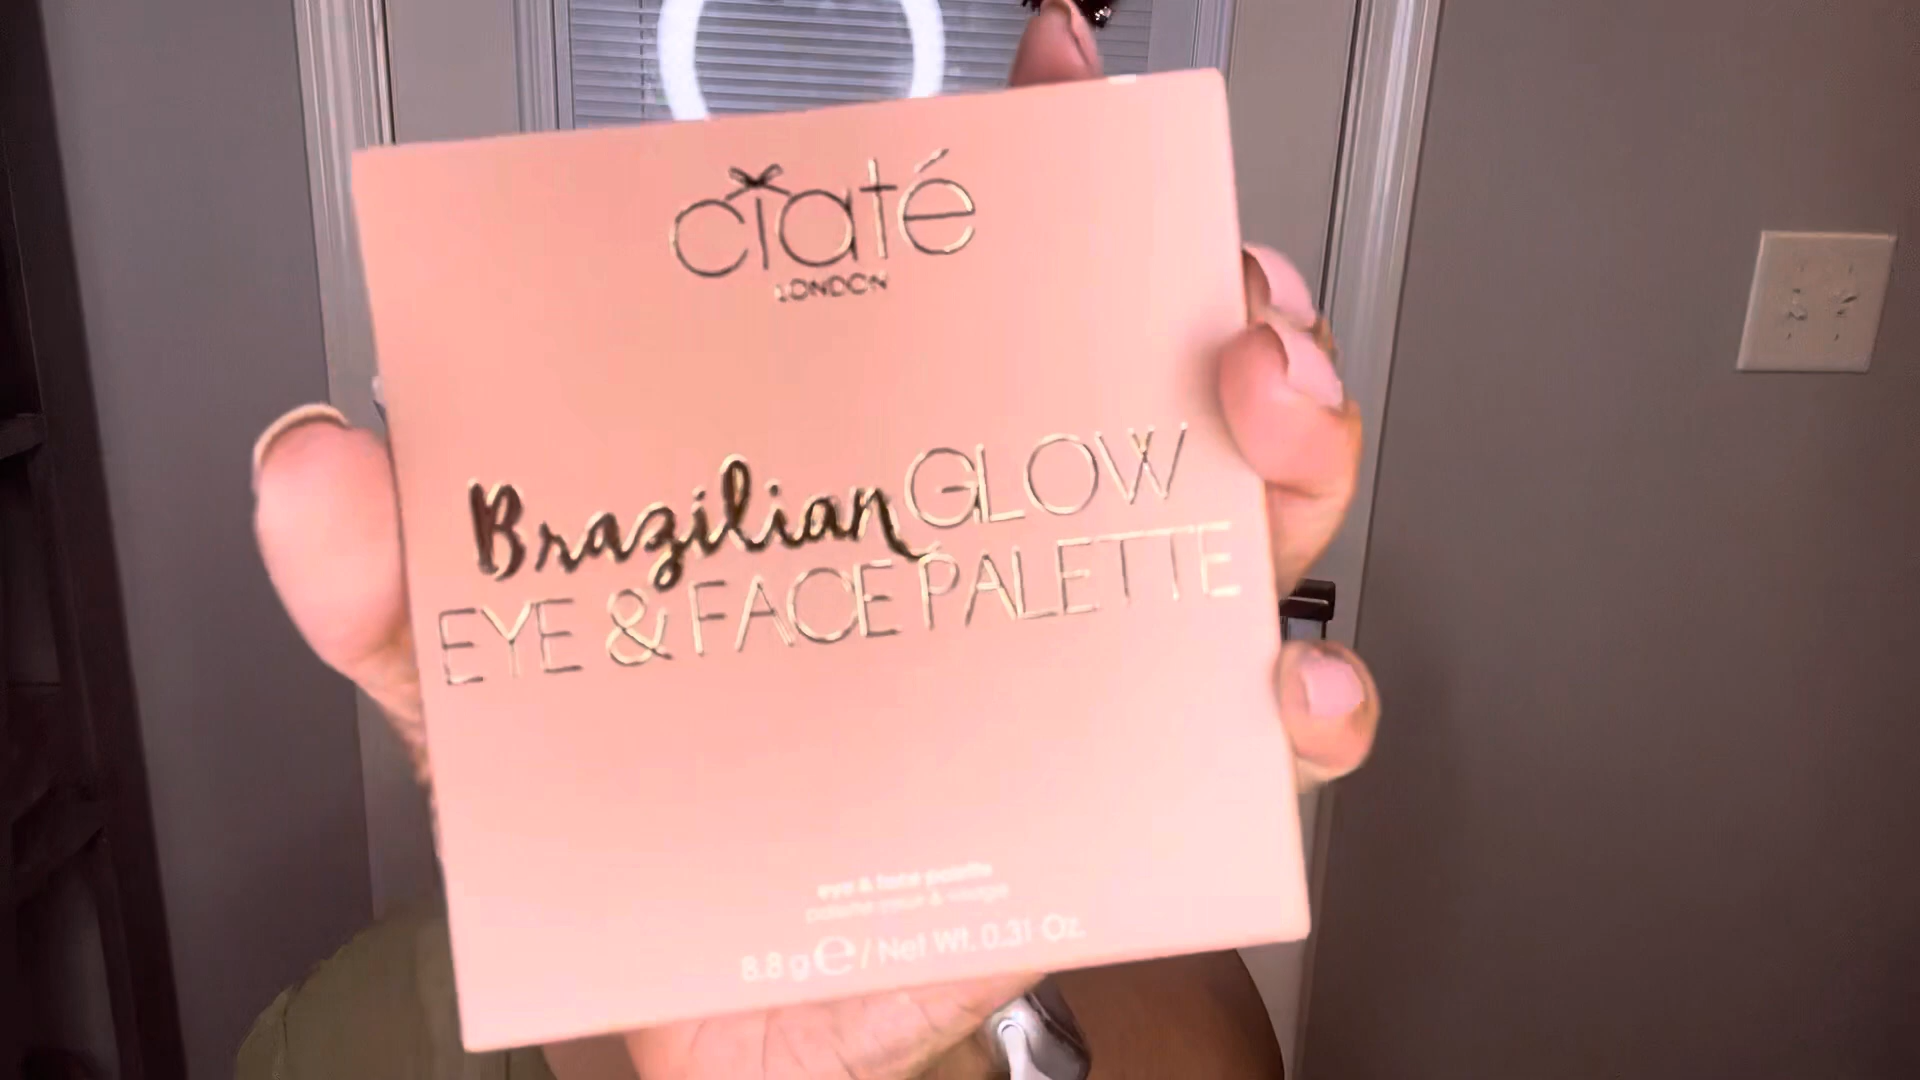 ciaté
LONDON
Brazilian GLOW
EYE & FACE PALETTE
eye & face palette
8.8 g e / Net Wt. 0.31 Oz.